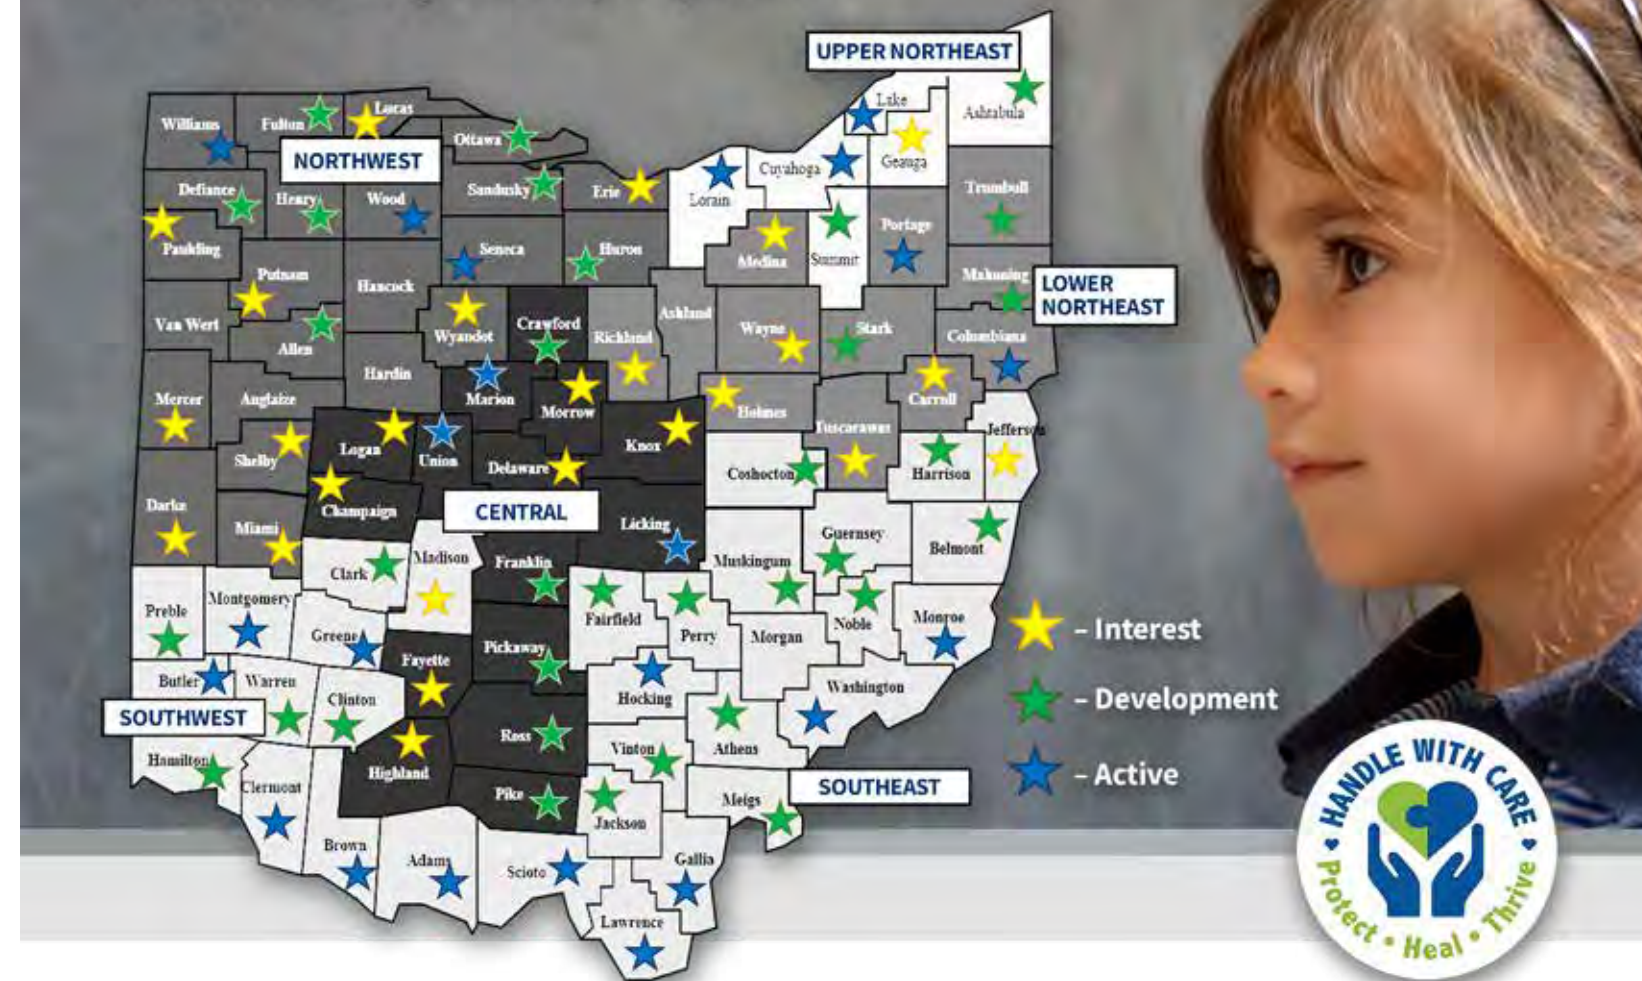 UPPER NORTHEAST
Lake
Ashtabula
Williams
Fulton
Lucas
Ottawa
NORTHWEST
Cuyahoga
Geauga
Defiance
Henry
Wood
Sandusky
Erie
Lorain
Trumbull
Paulding
Seneca
Huron
Medina
Summit
Portage
Putnam
Hancock
Mahoning
LOWER
NORTHEAST
Van Wert
Allen
Wyandot
Crawford
Richland
Ashland
Wayne
Stark
Columbiana
Hardin
Mercer
Auglaize
Marion
Morrow
Holmes
Carroll
Tuscarawas
Jefferson
Shelby
Logan
Union
Delaware
Knox
Coshocton
Harrison
Darke
Miami
Champaign
CENTRAL
Licking
Guernsey
Belmont
Clark
Madison
Franklin
Muskingum
Preble
Montgomery
Greene
Fairfield
Perry
Morgan
Noble
Monroe
Fayette
Pickaway
Butler
Warren
Clinton
Hocking
Washington
SOUTHWEST
Ross
Vinton
Athens
Hamilton
Clermont
Highland
Pike
Jackson
Meigs
SOUTHEAST
Brown
Adams
Scioto
Gallia
Lawrence
– Interest
– Development
– Active
• HANDLE WITH CARE •
Protect • Heal • Thrive